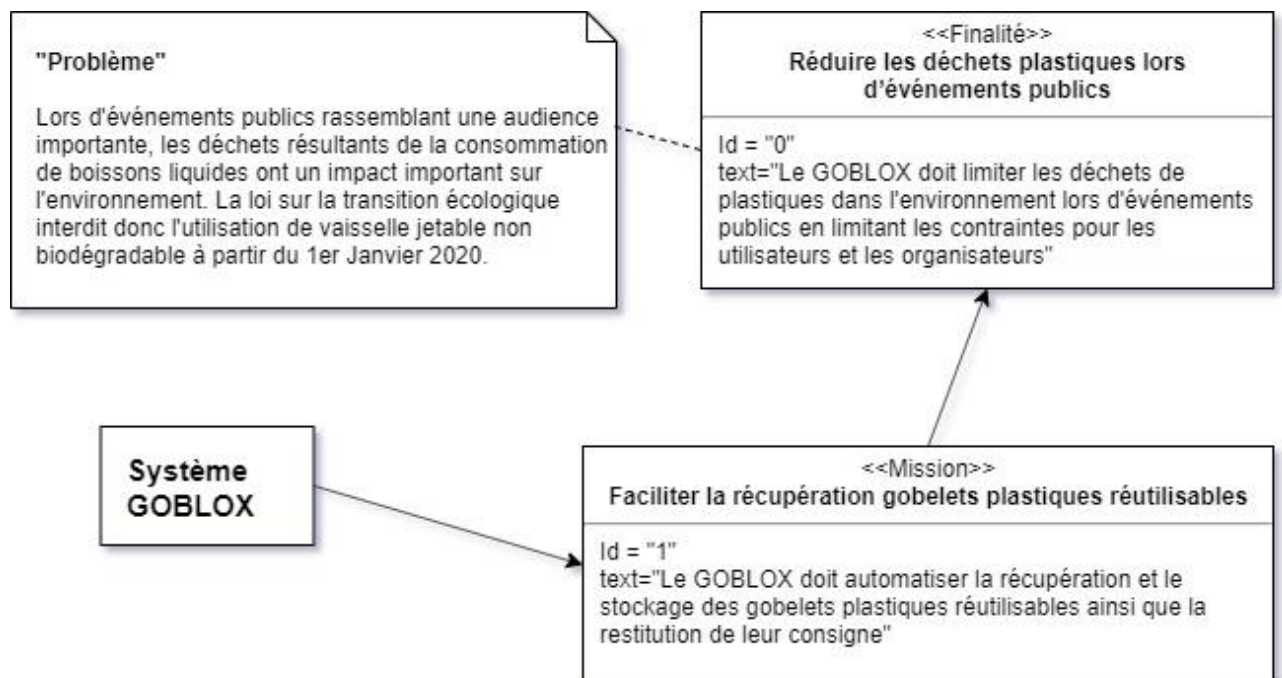 "Problème"
Lors d'événements publics rassemblant une audience
importante, les déchets résultants de la consommation
de boissons liquides ont un impact important sur
l'environnement. La loi sur la transition écologique
interdit donc l'utilisation de vaisselle jetable non
biodégradable à partir du 1er Janvier 2020.
<<Finalité>>
Réduire les déchets plastiques lors
d'événements publics
Id = "0"
text="Le GOBLOX doit limiter les déchets de
plastiques dans l'environnement lors d'événements
publics en limitant les contraintes pour les
utilisateurs et les organisateurs"
Système
GOBLOX
<<Mission>>
Faciliter la récupération gobelets plastiques réutilisables
Id = "1"
text="Le GOBLOX doit automatiser la récupération et le
stockage des gobelets plastiques réutilisables ainsi que la
restitution de leur consigne"